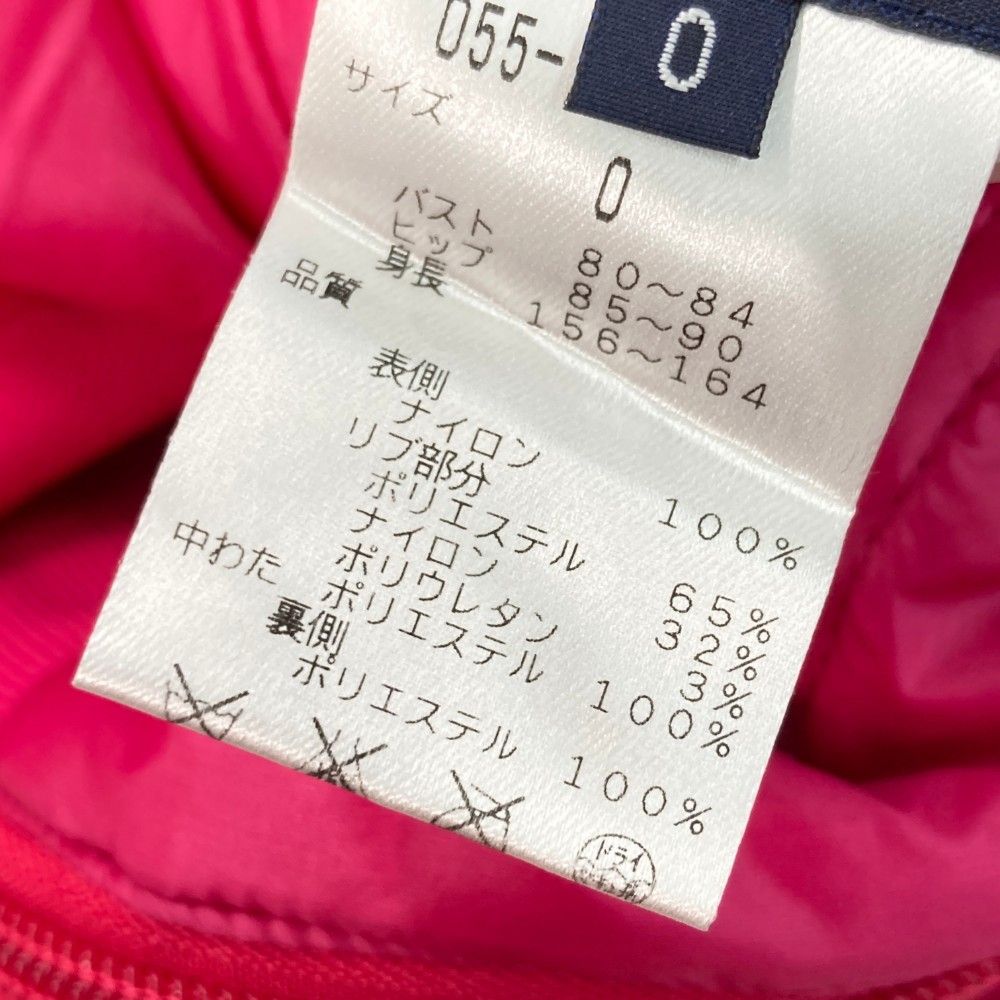 055-
0
サイズ
0
バスト 80～84
ヒップ 85～90
身長 156～164
品質
表側
ナイロン 100%
リブ部分
ポリエステル 65%
ナイロン 32%
ポリウレタン 3%
中わた ポリエステル 100%
裏側
ポリエステル 100%
ドライ